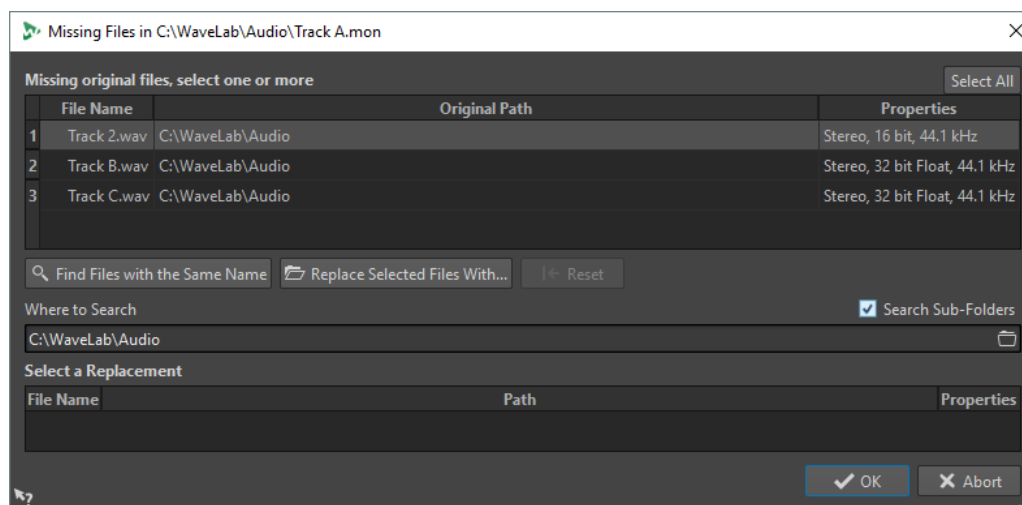 Missing Files in C:\WaveLab\Audio\Track A.mon
Missing original files, select one or more Select All
File Name Original Path Properties
1 Track 2.wav C:\WaveLab\Audio Stereo, 16 bit, 44.1 kHz
2 Track B.wav C:\WaveLab\Audio Stereo, 32 bit Float, 44.1 kHz
3 Track C.wav C:\WaveLab\Audio Stereo, 32 bit Float, 44.1 kHz
Find Files with the Same Name Replace Selected Files With... Reset
Where to Search Search Sub-Folders
C:\WaveLab\Audio
Select a Replacement
File Name Path Properties
OK Abort
?